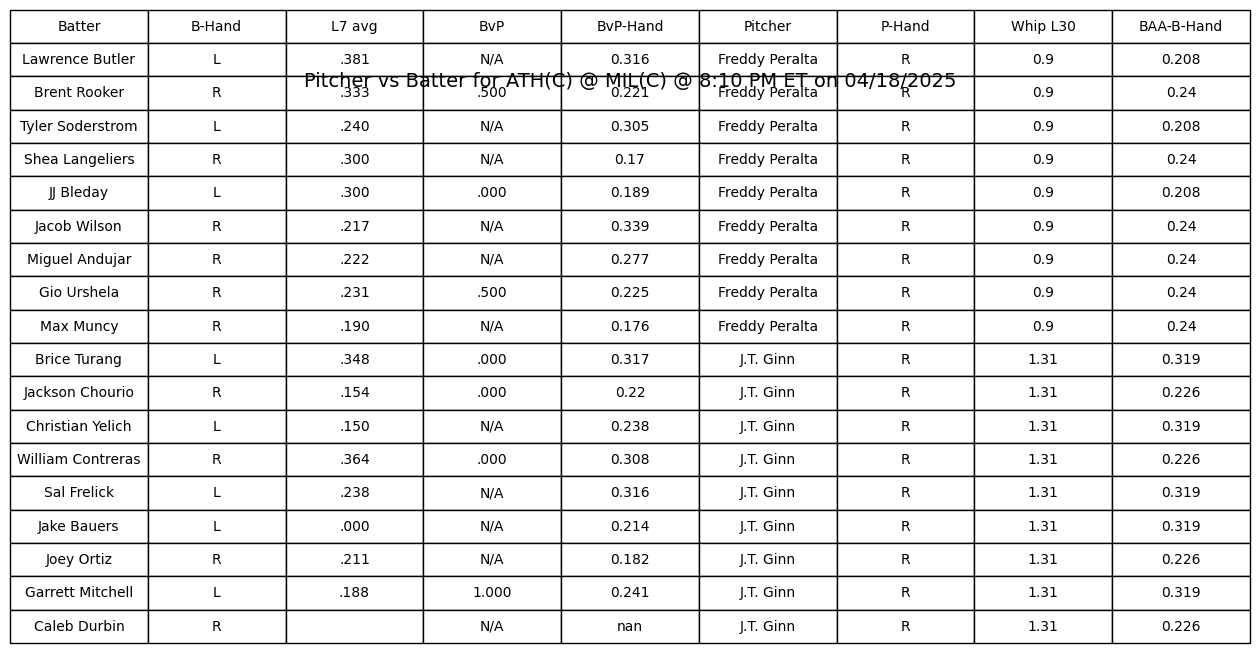 Batter B-Hand L7 avg BvP BvP-Hand Pitcher P-Hand Whip L30 BAA-B-Hand
Lawrence Butler L .381 N/A 0.316 Freddy Peralta R 0.9 0.208
Pitcher vs Batter for ATH(C) @ MIL(C) @ 8:10 PM ET on 04/18/2025
Brent Rooker R .333 .500 0.221 Freddy Peralta R 0.9 0.24
Tyler Soderstrom L .240 N/A 0.305 Freddy Peralta R 0.9 0.208
Shea Langeliers R .300 N/A 0.17 Freddy Peralta R 0.9 0.24
JJ Bleday L .300 .000 0.189 Freddy Peralta R 0.9 0.208
Jacob Wilson R .217 N/A 0.339 Freddy Peralta R 0.9 0.24
Miguel Andujar R .222 N/A 0.277 Freddy Peralta R 0.9 0.24
Gio Urshela R .231 .500 0.225 Freddy Peralta R 0.9 0.24
Max Muncy R .190 N/A 0.176 Freddy Peralta R 0.9 0.24
Brice Turang L .348 .000 0.317 J.T. Ginn R 1.31 0.319
Jackson Chourio R .154 .000 0.22 J.T. Ginn R 1.31 0.226
Christian Yelich L .150 N/A 0.238 J.T. Ginn R 1.31 0.319
William Contreras R .364 .000 0.308 J.T. Ginn R 1.31 0.226
Sal Frelick L .238 N/A 0.316 J.T. Ginn R 1.31 0.319
Jake Bauers L .000 N/A 0.214 J.T. Ginn R 1.31 0.319
Joey Ortiz R .211 N/A 0.182 J.T. Ginn R 1.31 0.226
Garrett Mitchell L .188 1.000 0.241 J.T. Ginn R 1.31 0.319
Caleb Durbin R N/A nan J.T. Ginn R 1.31 0.226